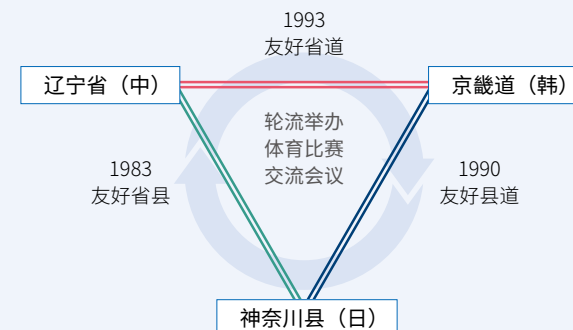 1993
友好省道
辽宁省（中）
京畿道（韩）
轮流举办
体育比赛
交流会议
1983
友好省县
1990
友好县道
神奈川县（日）